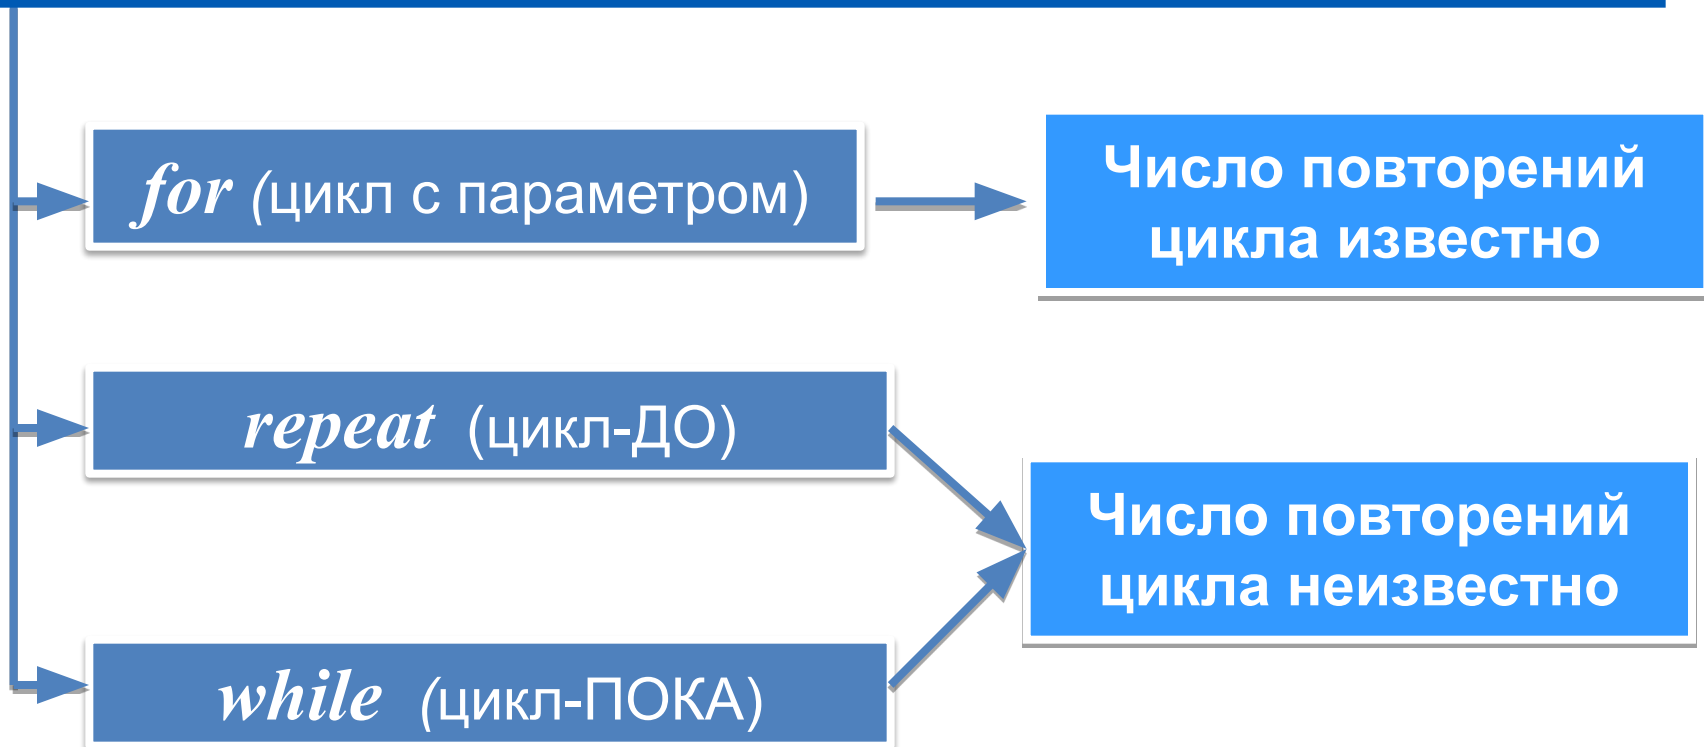 for (цикл с параметром)
Число повторений
цикла известно
repeat (цикл-ДО)
Число повторений
цикла неизвестно
while (цикл-ПОКА)